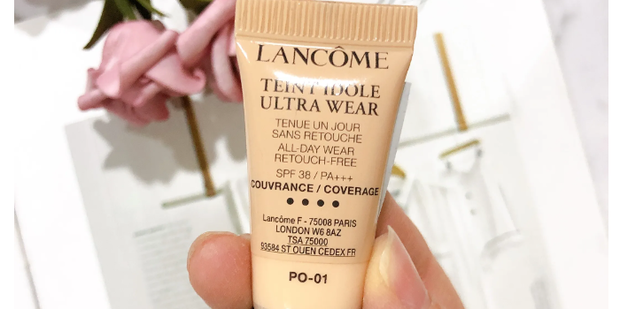 LANCÔME
TEINT IDOLE
ULTRA WEAR
TENUE UN JOUR
SANS RETOUCHE
ALL-DAY WEAR
RETOUCH-FREE
SPF 38 / PA+++
COUVRANCE / COVERAGE
Lancôme F - 75008 PARIS
LONDON W6 8AZ
TSA 75000
93584 ST OUEN CEDEX FR
PO-01